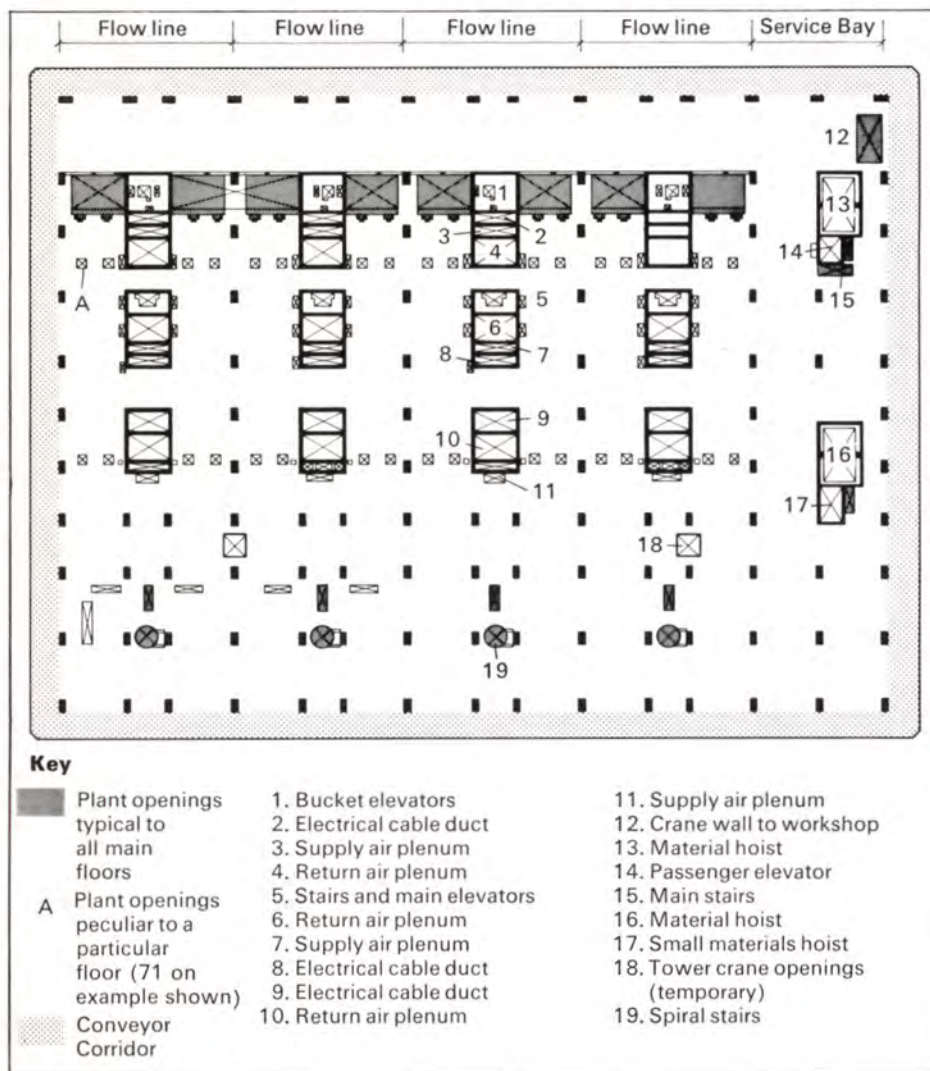 Flow line Flow line Flow line Flow line Service Bay
12
1
13
2
3
4
14
A
15
5
6
8
7
9
10
16
11
17
18
19
Key
Plant openings
typical to
all main
floors
A Plant openings
peculiar to a
particular
floor (71 on
example shown)
Conveyor
Corridor
1. Bucket elevators
2. Electrical cable duct
3. Supply air plenum
4. Return air plenum
5. Stairs and main elevators
6. Return air plenum
7. Supply air plenum
8. Electrical cable duct
9. Electrical cable duct
10. Return air plenum
11. Supply air plenum
12. Crane wall to workshop
13. Material hoist
14. Passenger elevator
15. Main stairs
16. Material hoist
17. Small materials hoist
18. Tower crane openings
(temporary)
19. Spiral stairs